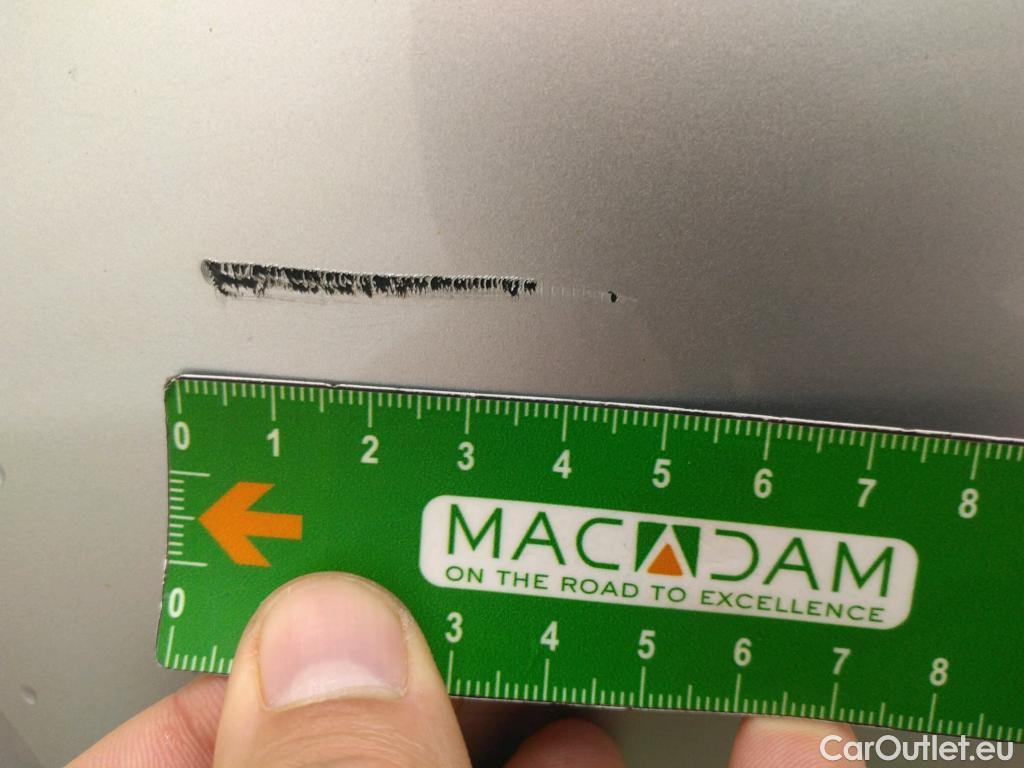 0 1 2 3 4 5 6 7 8
MACADAM
ON THE ROAD TO EXCELLENCE
0 3 4 5 6 7 8
CarOutlet.eu